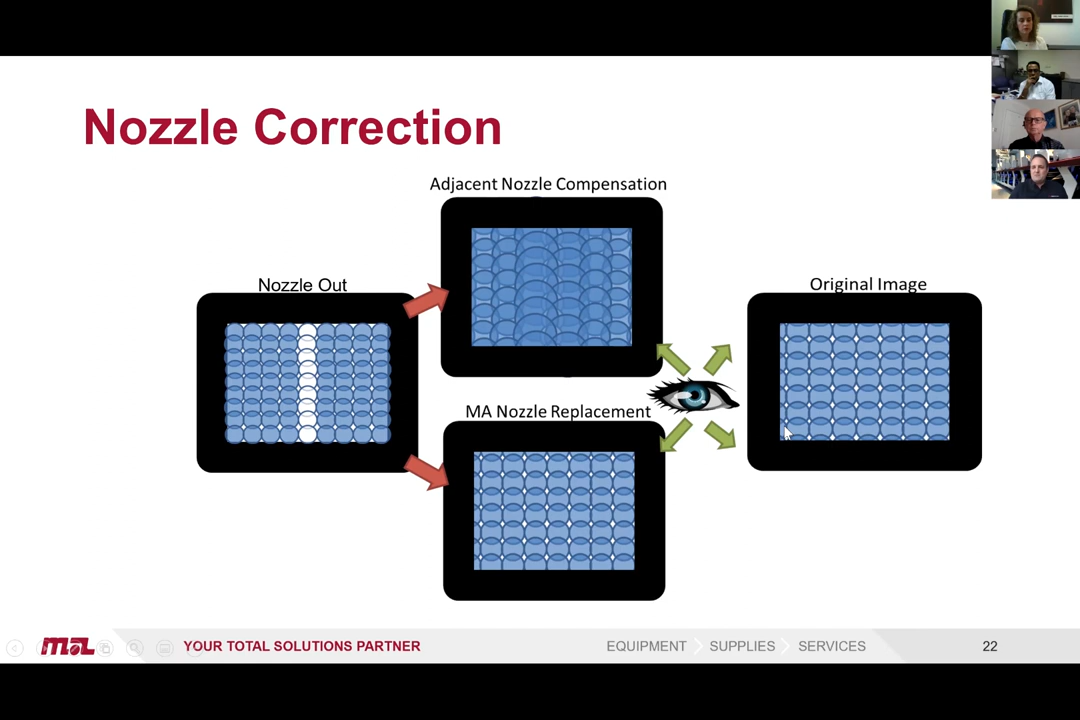 Nozzle Correction
Adjacent Nozzle Compensation
Nozzle Out
Original Image
MA Nozzle Replacement
mal
YOUR TOTAL SOLUTIONS PARTNER
EQUIPMENT
SUPPLIES
SERVICES
22